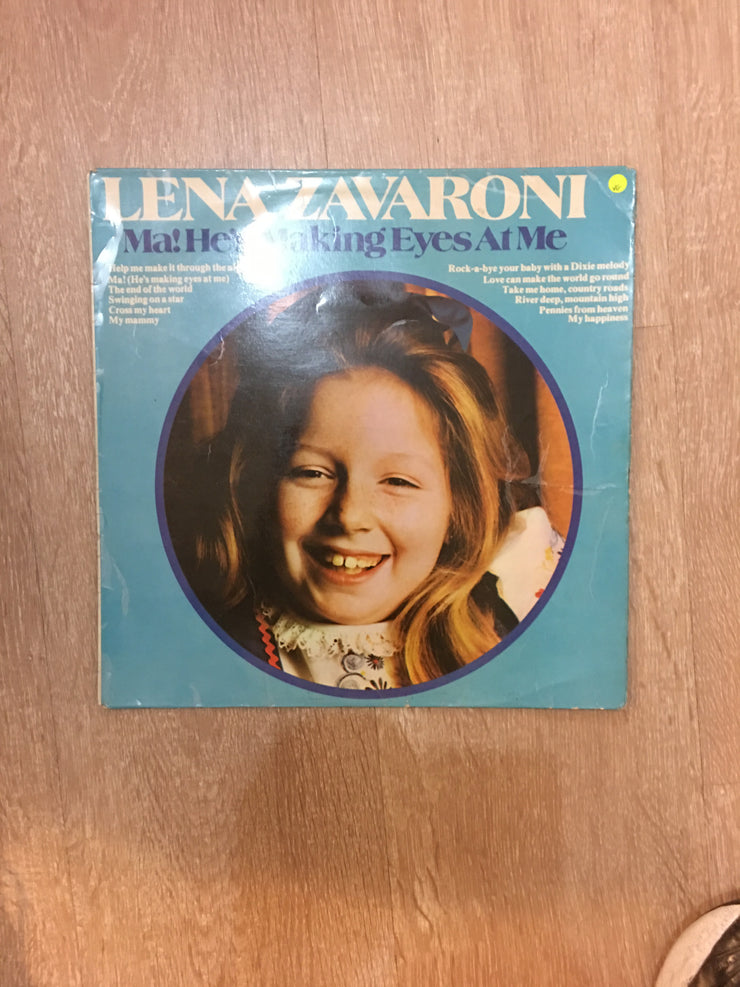 LENA ZAVARONI
Ma! He's Making Eyes At Me
Help me make it through the
Ma! (He's making eyes at me)
The end of the world
Swinging on a star
Cross my heart
My mammy
Rock-a-bye your baby with a Dixie melody
Love can make the world go round
Take me home, country roads
River deep, mountain high
Pennies from heaven
My happiness